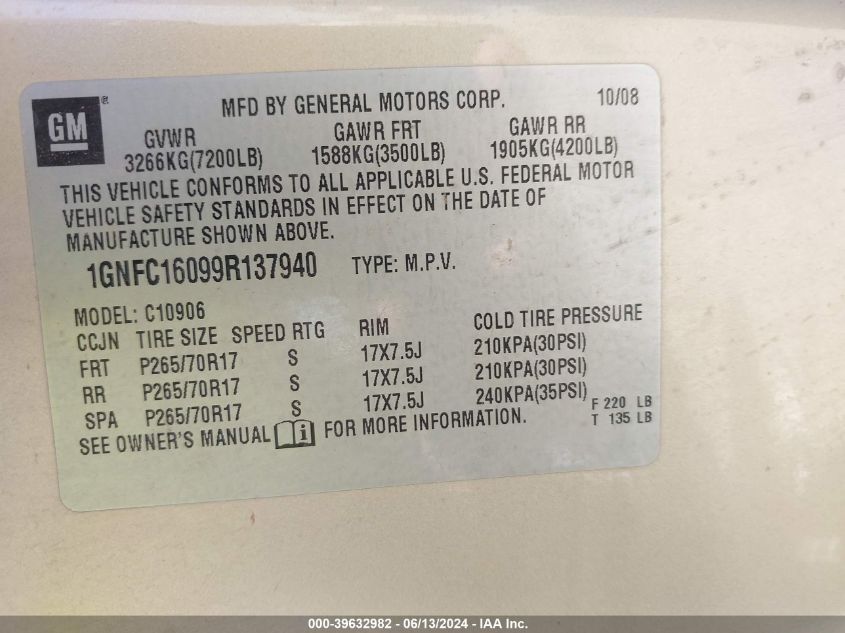 GM ® MFD BY GENERAL MOTORS CORP. 10/08
GVWR GAWR FRT GAWR RR
3266KG(7200LB) 1588KG(3500LB) 1905KG(4200LB)
THIS VEHICLE CONFORMS TO ALL APPLICABLE U.S. FEDERAL MOTOR
VEHICLE SAFETY STANDARDS IN EFFECT ON THE DATE OF
MANUFACTURE SHOWN ABOVE.
1GNFC16099R137940 TYPE: M.P.V.
MODEL: C10906
CCJN TIRE SIZE SPEED RTG RIM COLD TIRE PRESSURE
FRT P265/70R17 S 17X7.5J 210KPA(30PSI)
RR P265/70R17 S 17X7.5J 210KPA(30PSI)
SPA P265/70R17 S 17X7.5J 240KPA(35PSI)
SEE OWNER'S MANUAL i FOR MORE INFORMATION.
F 220 LB
T 135 LB
000-39632982 - 06/13/2024 - IAA Inc.